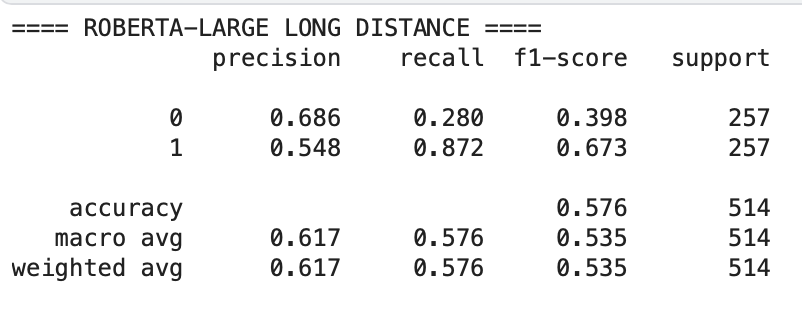 ==== ROBERTA-LARGE LONG DISTANCE ====
precision recall f1-score support
0 0.686 0.280 0.398 257
1 0.548 0.872 0.673 257
accuracy 0.576 514
macro avg 0.617 0.576 0.535 514
weighted avg 0.617 0.576 0.535 514